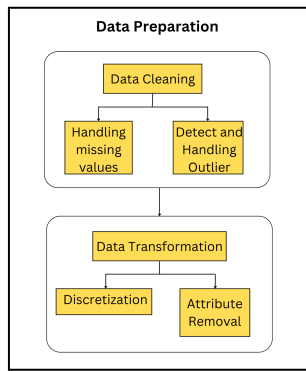 Data Preparation
Data Cleaning
Handling
missing
values
Detect and
Handling
Outlier
Data Transformation
Discretization
Attribute
Removal